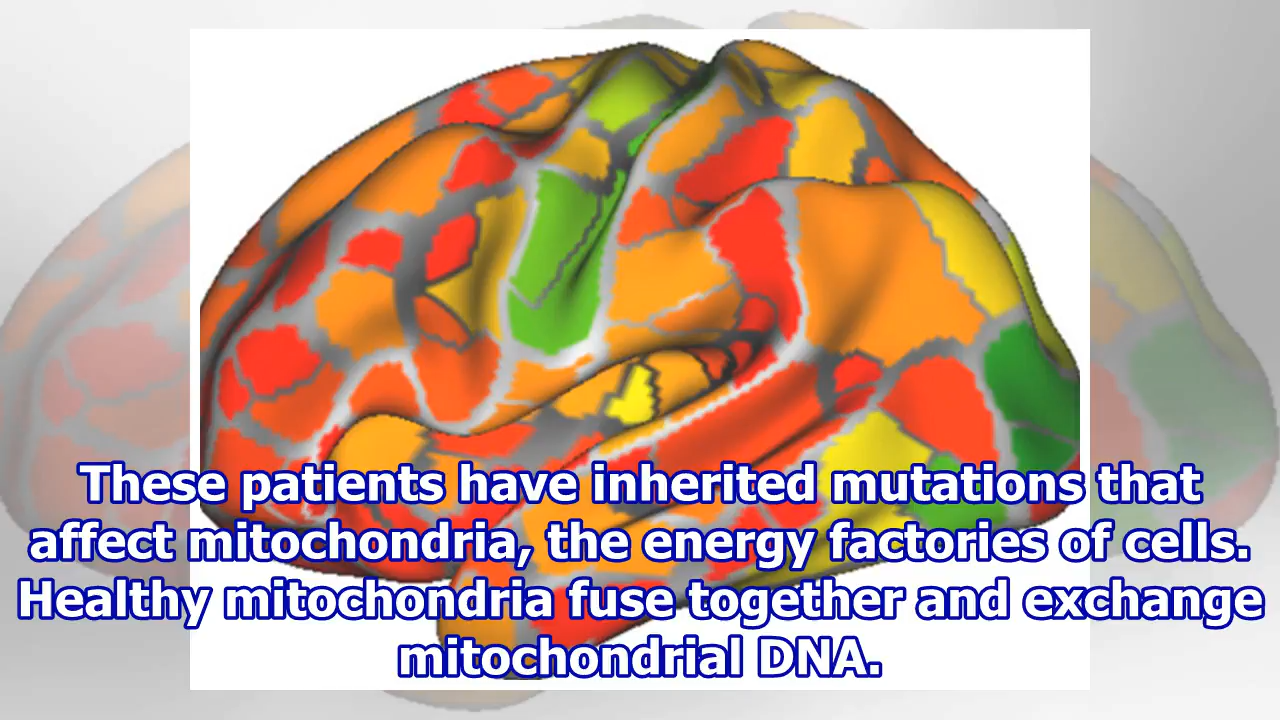 These patients have inherited mutations that
affect mitochondria, the energy factories of cells.
Healthy mitochondria fuse together and exchange
mitochondrial DNA.